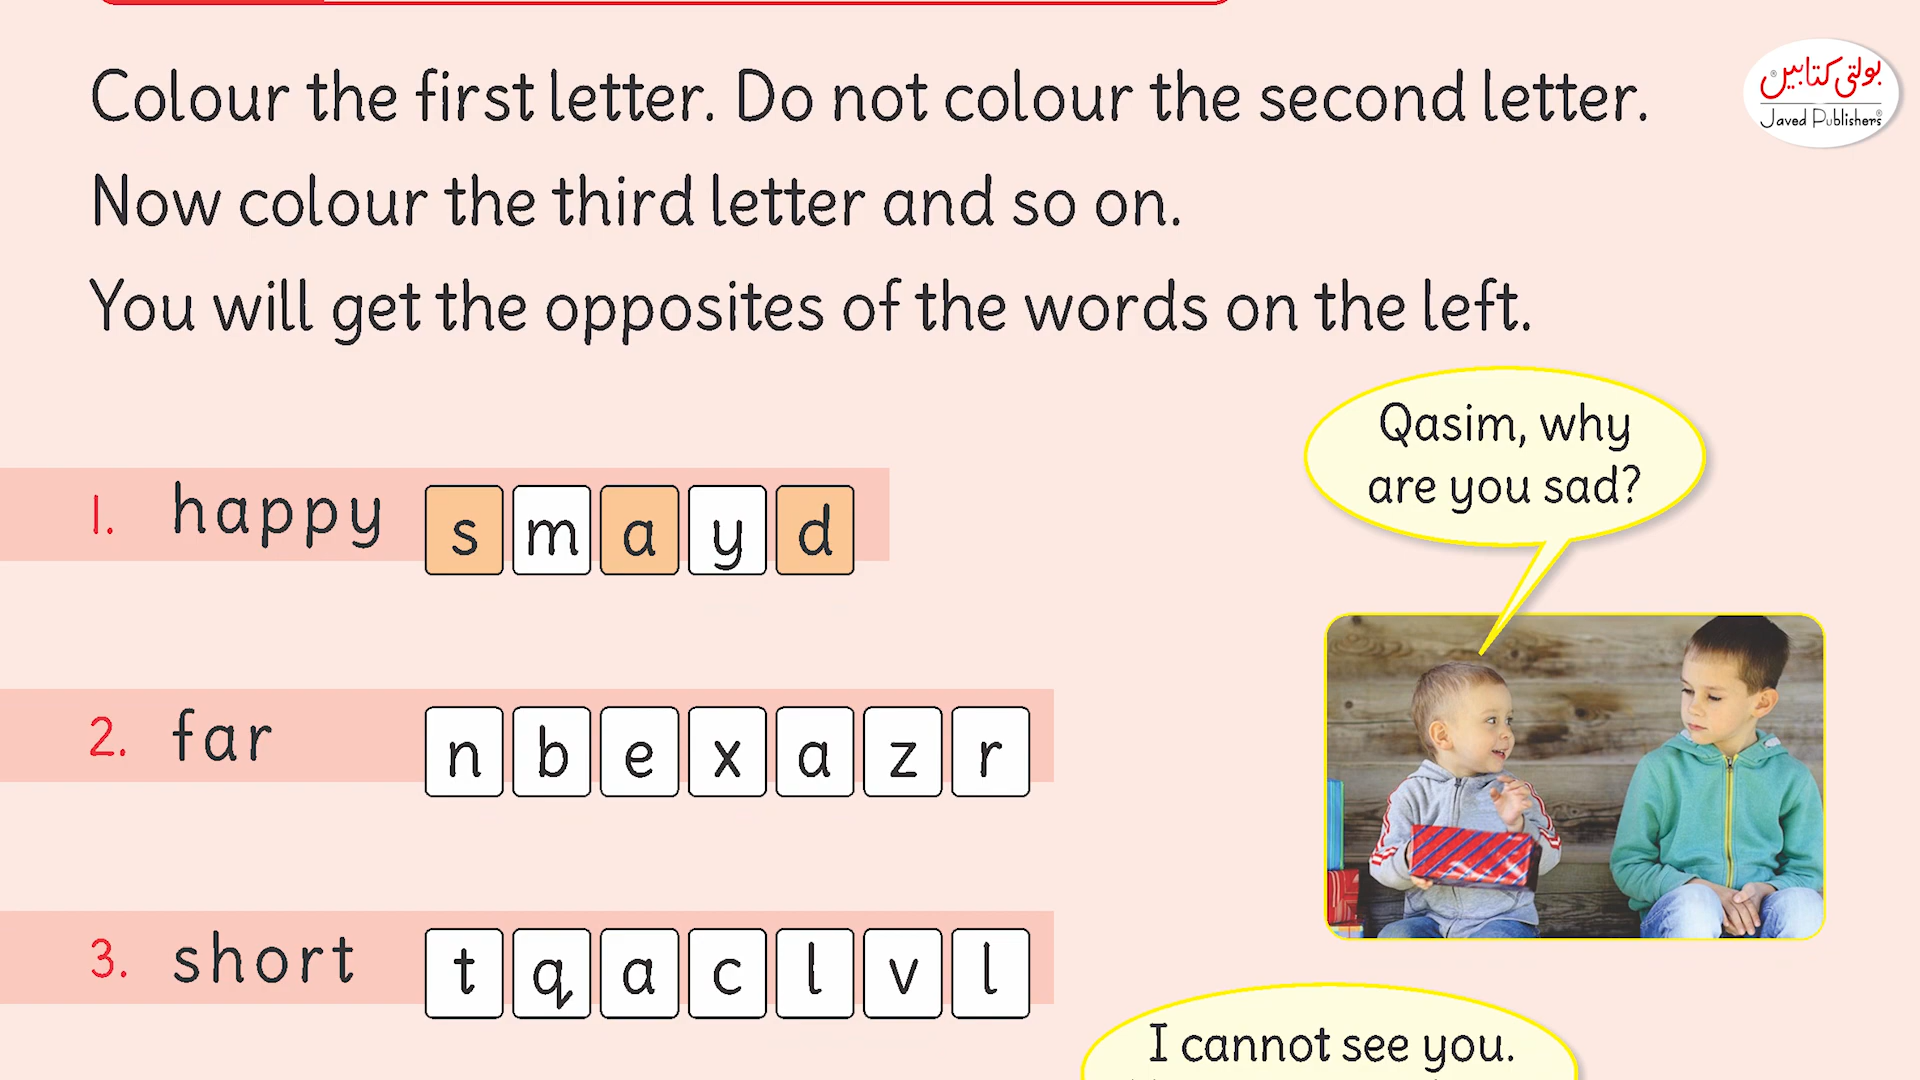 Colour the first letter. Do not colour the second letter.
Now colour the third letter and so on.
You will get the opposites of the words on the left.
بولتی کتابیں
Javed Publishers
Qasim, why
are you sad?
1. happy s m a y d
2. far n b e x a z r
3. short t q a c l v l
I cannot see you.